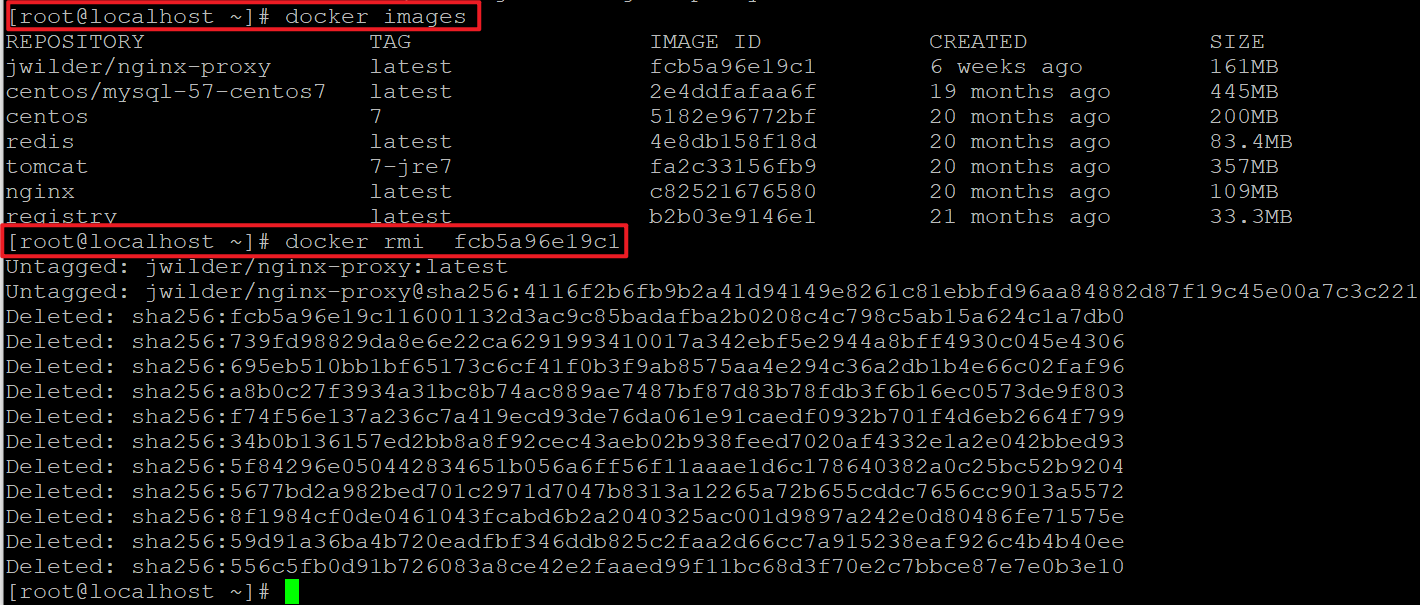 [root@localhost ~]# docker images
REPOSITORY TAG IMAGE ID CREATED SIZE
jwilder/nginx-proxy latest fcb5a96e19c1 6 weeks ago 161MB
centos/mysql-57-centos7 latest 2e4ddfafaa6f 19 months ago 445MB
centos 7 5182e96772bf 20 months ago 200MB
redis latest 4e8db158f18d 20 months ago 83.4MB
tomcat 7-jre7 fa2c33156fb9 20 months ago 357MB
nginx latest c82521676580 20 months ago 109MB
registry latest b2b03e9146e1 21 months ago 33.3MB
[root@localhost ~]# docker rmi  fcb5a96e19c1
Untagged: jwilder/nginx-proxy:latest
Untagged: jwilder/nginx-proxy@sha256:4116f2b6fb9b2a41d94149e8261c81ebbfd96aa84882d87f19c45e00a7c3c221
Deleted: sha256:fcb5a96e19c116001132d3ac9c85badafba2b0208c4c798c5ab15a624c1a7db0
Deleted: sha256:739fd98829da8e6e22ca6291993410017a342ebf5e2944a8bff4930c045e4306
Deleted: sha256:695eb510bb1bf65173c6cf41f0b3f9ab8575aa4e294c36a2db1b4e66c02faf96
Deleted: sha256:a8b0c27f3934a31bc8b74ac889ae7487bf87d83b78fdb3f6b16ec0573de9f803
Deleted: sha256:f74f56e137a236c7a419ecd93de76da061e91caedf0932b701f4d6eb2664f799
Deleted: sha256:34b0b136157ed2bb8a8f92cec43aeb02b938feed7020af4332e1a2e042bbed93
Deleted: sha256:5f84296e050442834651b056a6ff56f11aaae1d6c178640382a0c25bc52b9204
Deleted: sha256:5677bd2a982bed701c2971d7047b8313a12265a72b655cddc7656cc9013a5572
Deleted: sha256:8f1984cf0de0461043fcabd6b2a2040325ac001d9897a242e0d80486fe71575e
Deleted: sha256:59d91a36ba4b720eadfbf346ddb825c2faa2d66cc7a915238eaf926c4b4b40ee
Deleted: sha256:556c5fb0d91b726083a8ce42e2faaed99f11bc68d3f70e2c7bbce87e7e0b3e10
[root@localhost ~]#